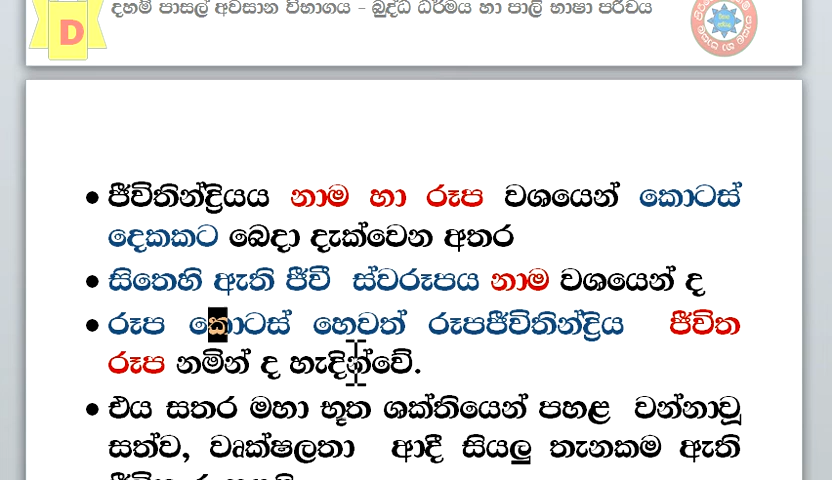 දහම් පාසල් අවසාන විභාගය - බුද්ධ ධර්මය හා පාලි භාෂා පරිචය
D
• ජීවිතින්ද්‍රියය නාම හා රූප වශයෙන් කොටස්
දෙකකට බෙදා දැක්වෙන අතර
• සිතෙහි ඇති ජීවී ස්වරූපය නාම වශයෙන් ද
• රූප කොටස් හෙවත් රූපජීවිතින්ද්‍රිය ජීවිත
රූප නමින් ද හැඳින්වේ.
• එය සතර මහා භූත ශක්තියෙන් පහළ වන්නාවූ
සත්ව, වෘක්ෂලතා ආදී සියලු තැනකම ඇති